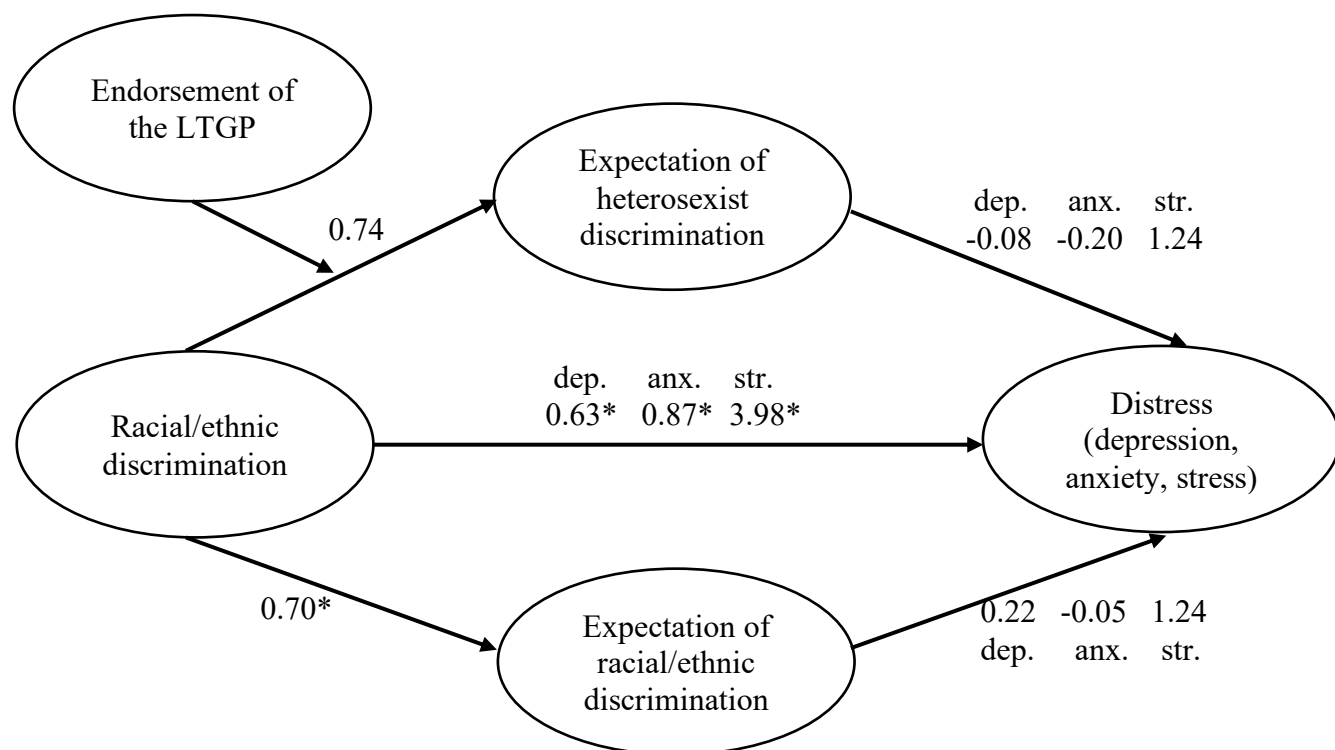 Endorsement of
the LTGP
Expectation of
heterosexist
discrimination
0.74
dep. anx. str.
-0.08 -0.20 1.24
Racial/ethnic
discrimination
dep. anx. str.
0.63* 0.87* 3.98*
Distress
(depression,
anxiety, stress)
0.70*
Expectation of
racial/ethnic
discrimination
0.22 -0.05 1.24
dep. anx. str.